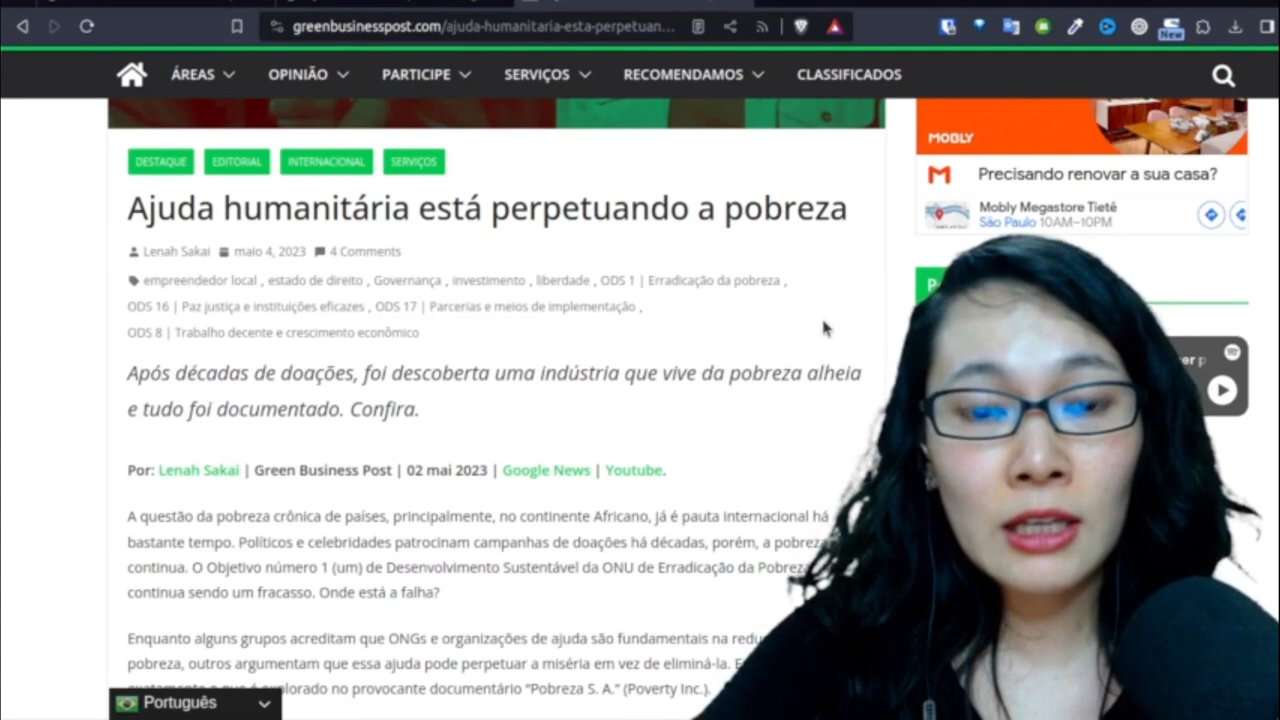 greenbusinesspost.com/ajuda-humanitaria-esta-perpetuan...
New
ÁREAS
OPINIÃO
PARTICIPE
SERVIÇOS
RECOMENDAMOS
CLASSIFICADOS
MOBLY
Precisando renovar a sua casa?
Mobly Megastore Tietê
São Paulo 10AM–10PM
DESTAQUE
EDITORIAL
INTERNACIONAL
SERVIÇOS
Ajuda humanitária está perpetuando a pobreza
Lenah Sakai maio 4, 2023 4 Comments
empreendedor local , estado de direito , Governança , investimento , liberdade , ODS 1 | Erradicação da pobreza ,
ODS 16 | Paz justiça e instituições eficazes , ODS 17 | Parcerias e meios de implementação ,
ODS 8 | Trabalho decente e crescimento econômico
Após décadas de doações, foi descoberta uma indústria que vive da pobreza alheia
e tudo foi documentado. Confira.
Por: Lenah Sakai | Green Business Post | 02 mai 2023 | Google News | Youtube.
A questão da pobreza crônica de países, principalmente, no continente Africano, já é pauta internacional há
bastante tempo. Políticos e celebridades patrocinam campanhas de doações há décadas, porém, a pobreza
continua. O Objetivo número 1 (um) de Desenvolvimento Sustentável da ONU de Erradicação da Pobreza
continua sendo um fracasso. Onde está a falha?
Enquanto alguns grupos acreditam que ONGs e organizações de ajuda são fundamentais na
pobreza, outros argumentam que essa ajuda pode perpetuar a miséria em vez de eliminá-la.
exatamente o que é explorado no provocante documentário “Pobreza S. A.” (Poverty Inc.).
Português